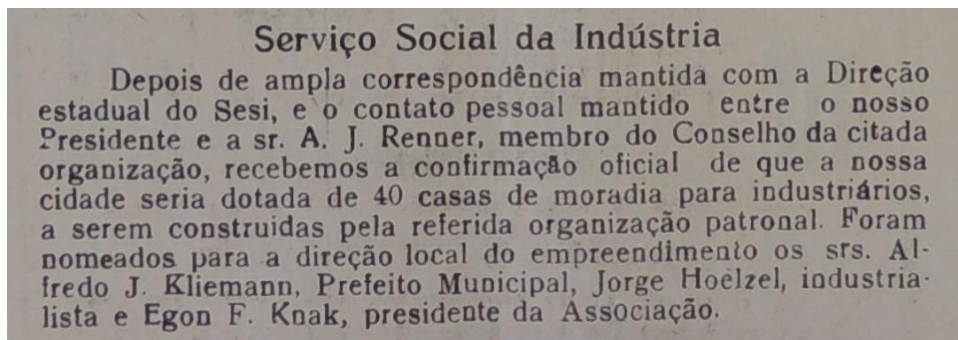 Serviço Social da Indústria
Depois de ampla correspondência mantida com a Direção
estadual do Sesi, e o contato pessoal mantido entre o nosso
Presidente e a sr. A. J. Renner, membro do Conselho da citada
organização, recebemos a confirmação oficial de que a nossa
cidade seria dotada de 40 casas de moradia para industriários,
a serem construidas pela referida organização patronal. Foram
nomeados para a direção local do empreendimento os srs. Al-
fredo J. Kliemann, Prefeito Municipal, Jorge Hoelzel, industria-
lista e Egon F. Knak, presidente da Associação.